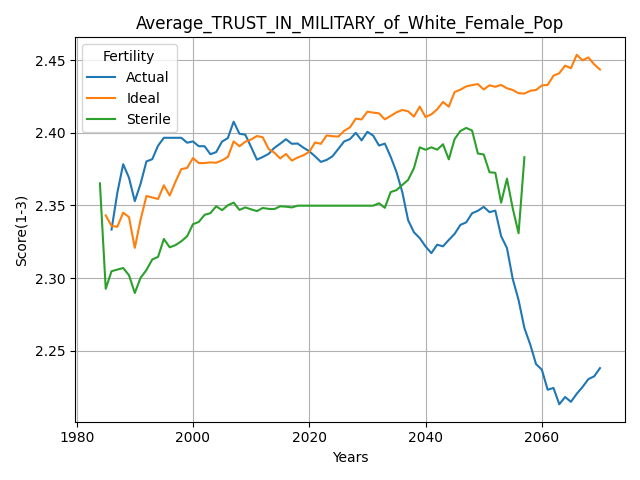 Average_TRUST_IN_MILITARY_of_White_Female_Pop
Fertility
Actual
Ideal
Sterile
Score(1-3)
2.45
2.40
2.35
2.30
2.25
1980
2000
2020
2040
2060
Years